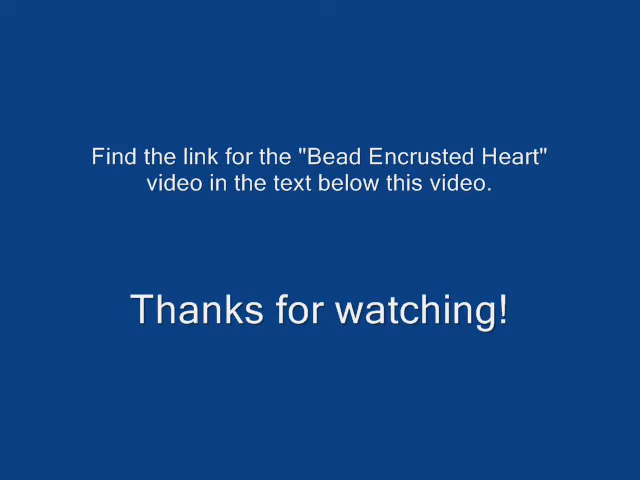 Find the link for the "Bead Encrusted Heart"
video in the text below this video.
Thanks for watching!